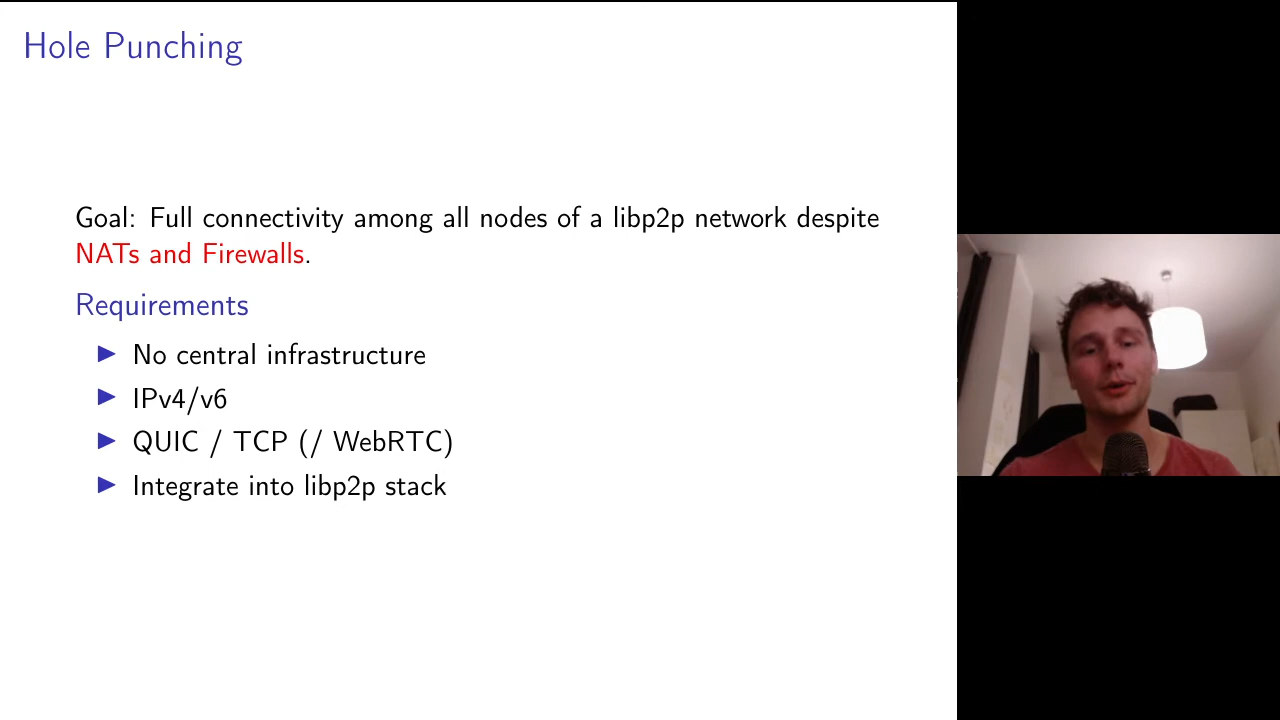 Hole Punching
Goal: Full connectivity among all nodes of a libp2p network despite
NATs and Firewalls.
Requirements
No central infrastructure
IPv4/v6
QUIC / TCP (/ WebRTC)
Integrate into libp2p stack